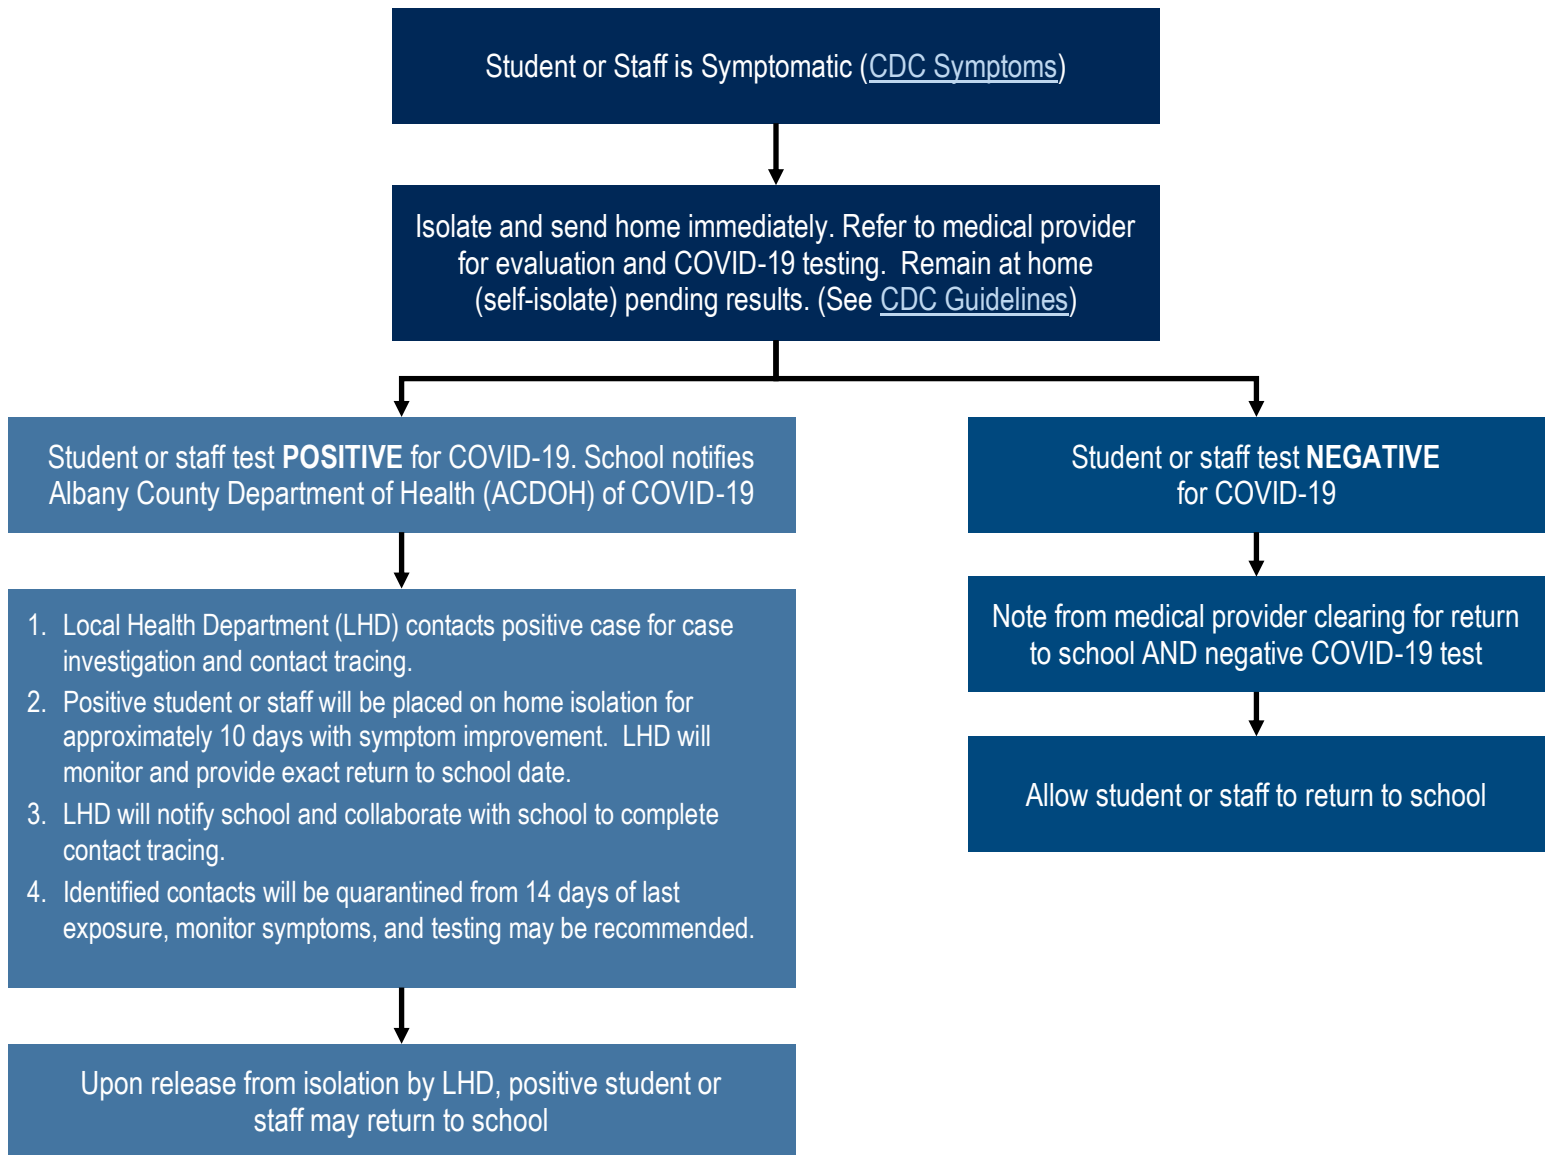 Student or Staff is Symptomatic (CDC Symptoms)
Isolate and send home immediately. Refer to medical provider
for evaluation and COVID-19 testing.  Remain at home
(self-isolate) pending results. (See CDC Guidelines)
Student or staff test POSITIVE for COVID-19. School notifies
Albany County Department of Health (ACDOH) of COVID-19
1. Local Health Department (LHD) contacts positive case for case
investigation and contact tracing.
2. Positive student or staff will be placed on home isolation for
approximately 10 days with symptom improvement.  LHD will
monitor and provide exact return to school date.
3. LHD will notify school and collaborate with school to complete
contact tracing.
4. Identified contacts will be quarantined from 14 days of last
exposure, monitor symptoms, and testing may be recommended.
Upon release from isolation by LHD, positive student or
staff may return to school
Student or staff test NEGATIVE
for COVID-19
Note from medical provider clearing for return
to school AND negative COVID-19 test
Allow student or staff to return to school